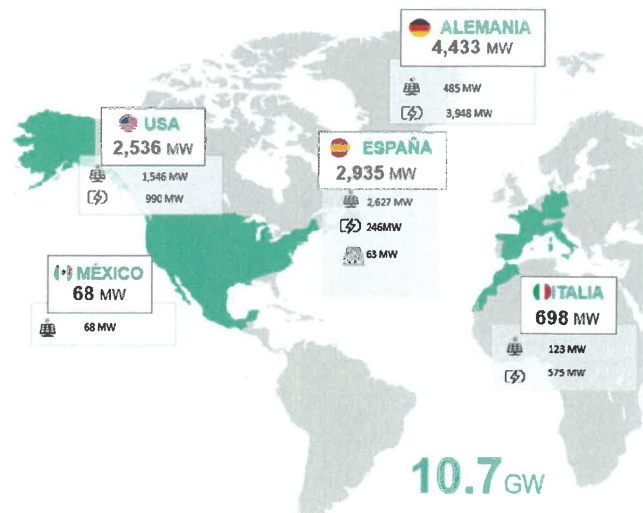 ALEMANIA
4,433 MW
485 MW
3,948 MW
USA
2,536 MW
1,546 MW
990 MW
ESPAÑA
2,935 MW
2,627 MW
246MW
63 MW
MÉXICO
68 MW
68 MW
ITALIA
698 MW
123 MW
575 MW
10.7GW